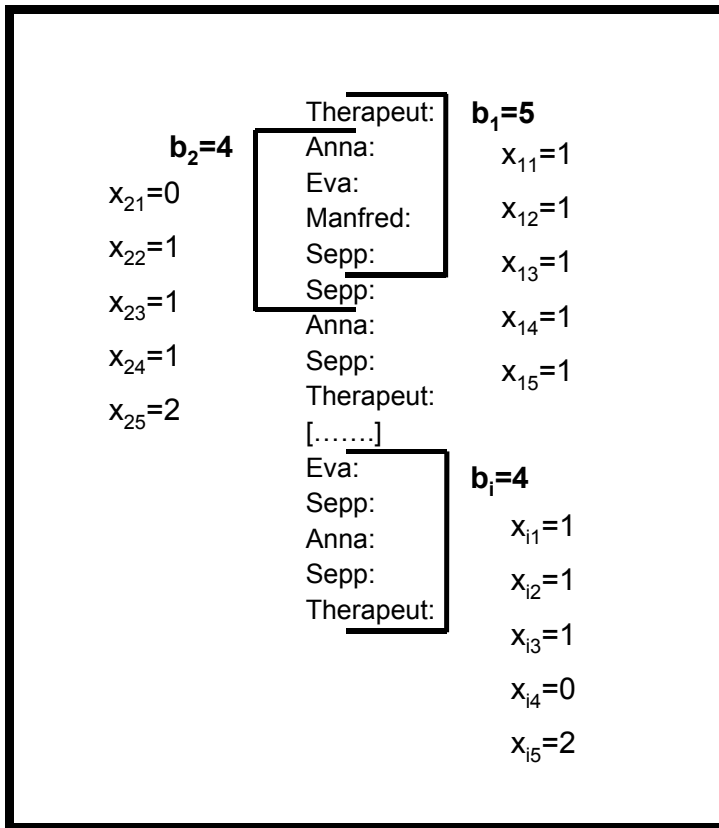 Therapeut:
b₁=5
b₂=4
Anna:
x₁₁=1
Eva:
x₂₁=0
Manfred:
x₁₂=1
Sepp:
x₂₂=1
x₁₃=1
Sepp:
x₂₃=1
Anna:
x₁₄=1
x₂₄=1
Sepp:
x₁₅=1
Therapeut:
x₂₅=2
[…….]
Eva:
bᵢ=4
Sepp:
xᵢ₁=1
Anna:
Sepp:
xᵢ₂=1
Therapeut:
xᵢ₃=1
xᵢ₄=0
xᵢ₅=2